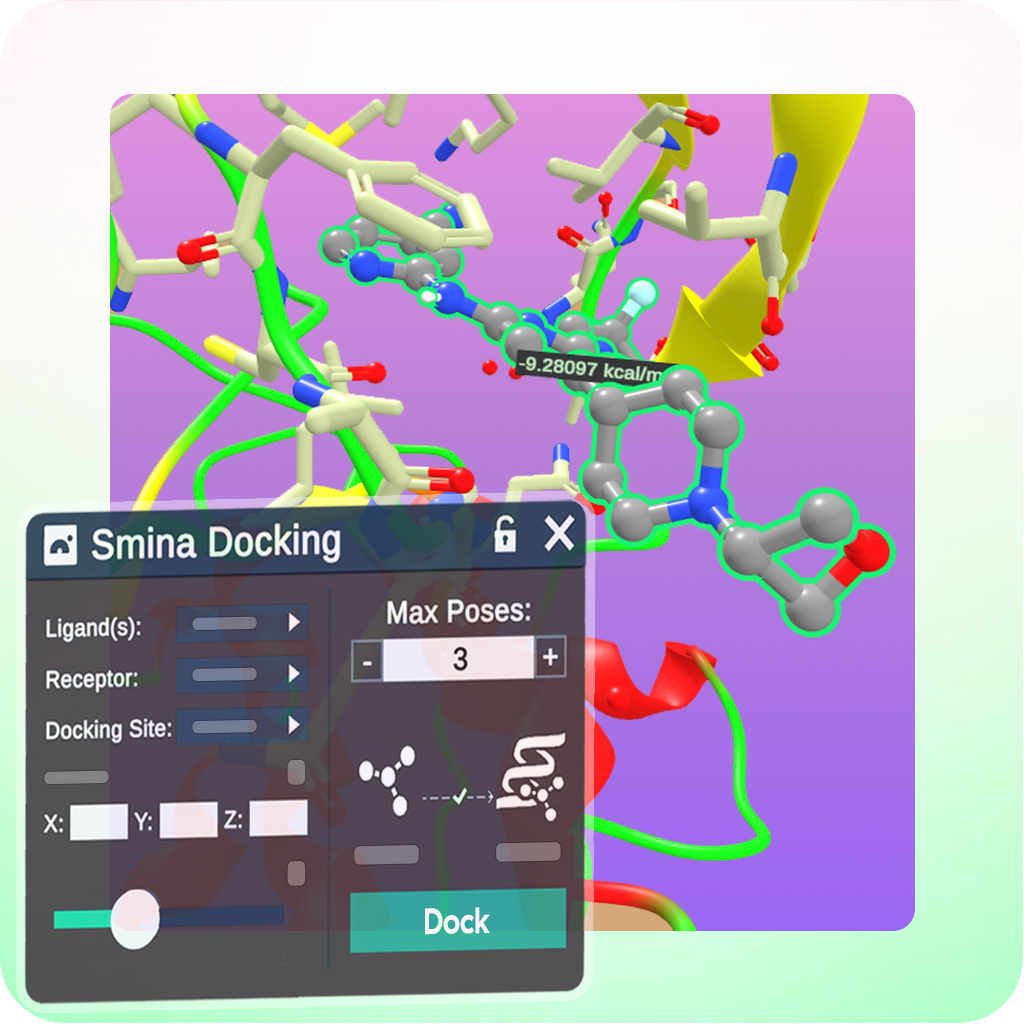 -9.28097 kcal/m
Smina Docking
Ligand(s):
Receptor:
Docking Site:
X: Y: Z:
Max Poses:
- 3 +
Dock